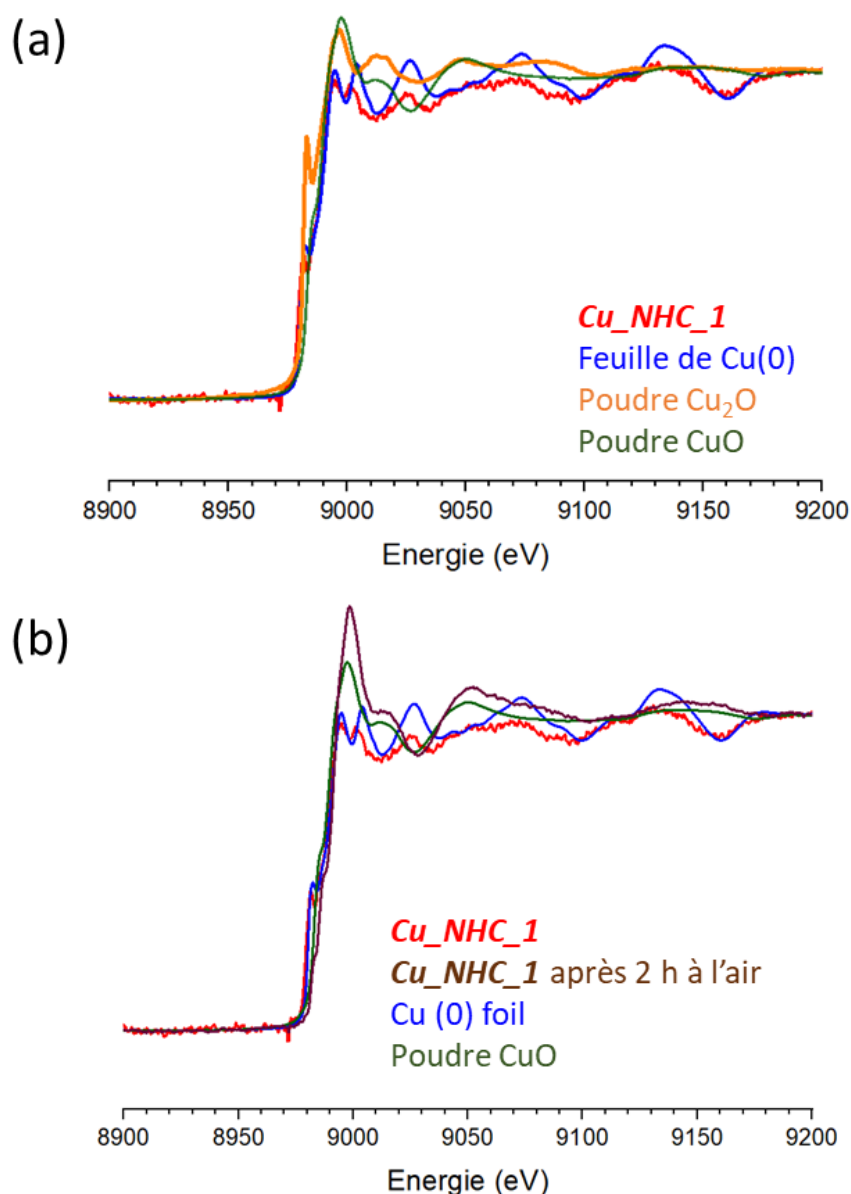 (a)
Cu_NHC_1
Feuille de Cu(0)
Poudre Cu₂O
Poudre CuO
8900 8950 9000 9050 9100 9150 9200
Energie (eV)
(b)
Cu_NHC_1
Cu_NHC_1 après 2 h à l'air
Cu (0) foil
Poudre CuO
8900 8950 9000 9050 9100 9150 9200
Energie (eV)